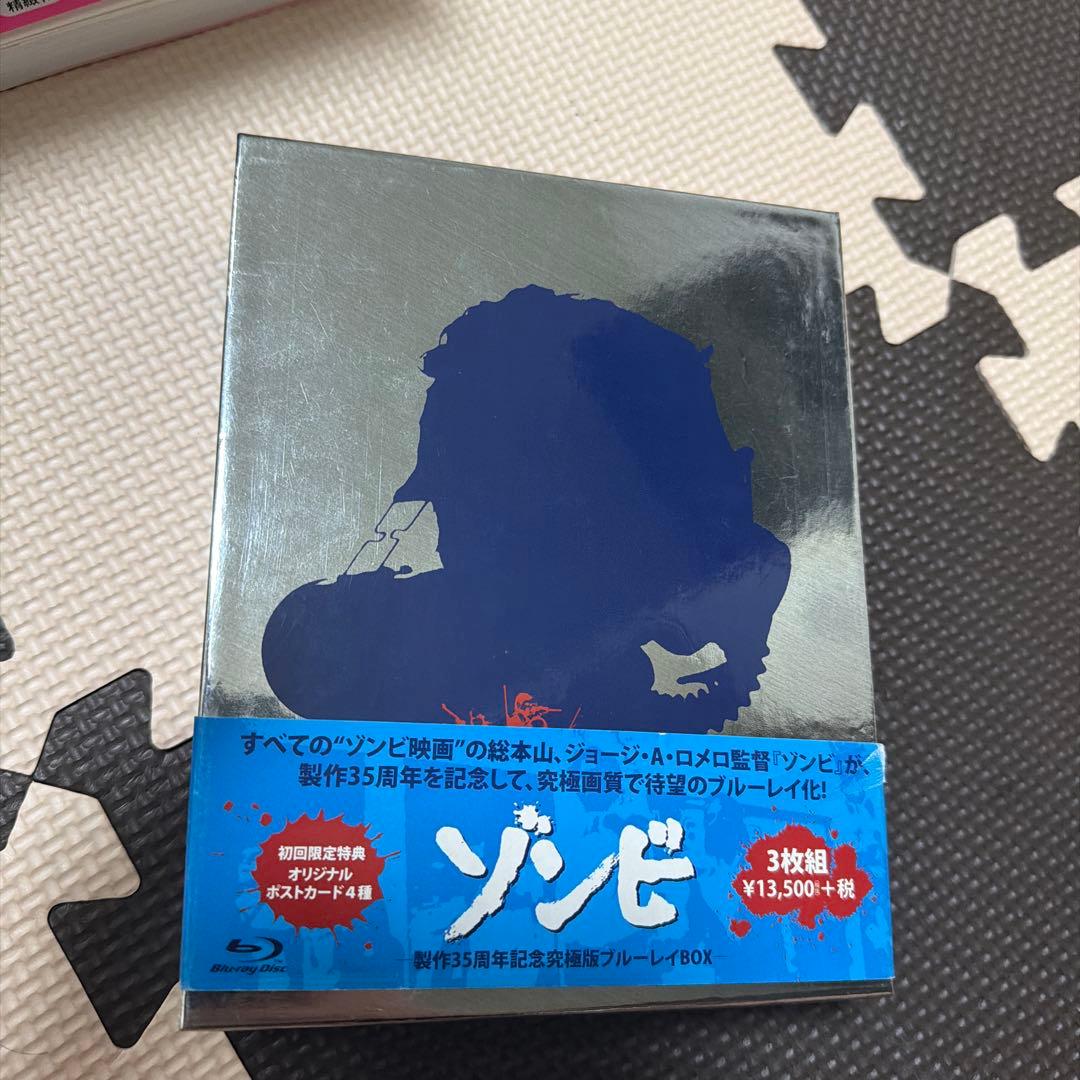 すべての“ゾンビ映画”の総本山、ジョージ・A・ロメロ監督『ゾンビ』が、
製作35周年を記念して、究極画質で待望のブルーレイ化!
初回限定特典
オリジナル
ポストカード4種
ゾンビ
3枚組
¥13,500+税
製作35周年記念究極版ブルーレイBOX
Blu-ray Disc